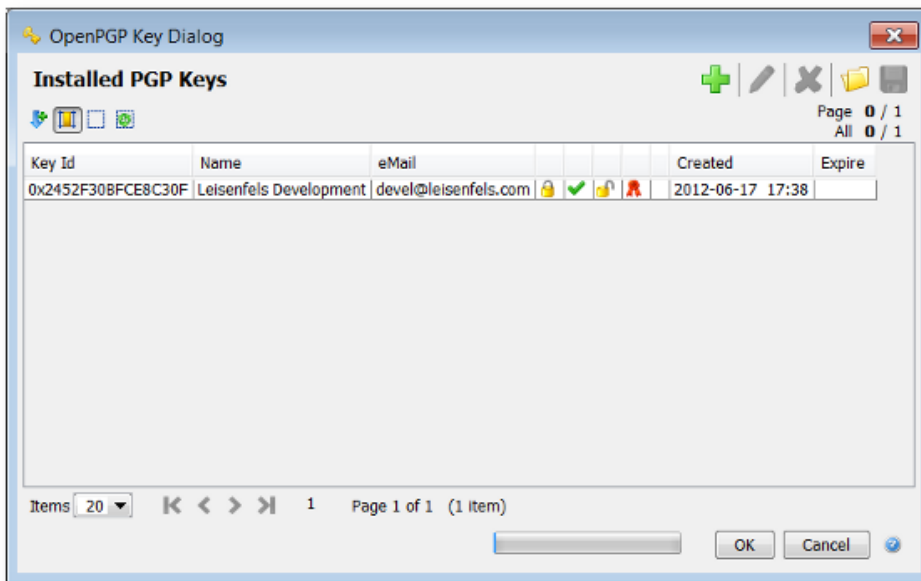 OpenPGP Key Dialog
Installed PGP Keys
Page 0 / 1
All 0 / 1
Key Id Name eMail Created Expire
0x2452F30BFCE8C30F Leisenfels Development devel@leisenfels.com 2012-06-17 17:38
Items 20 1 Page 1 of 1 (1 item)
OK Cancel